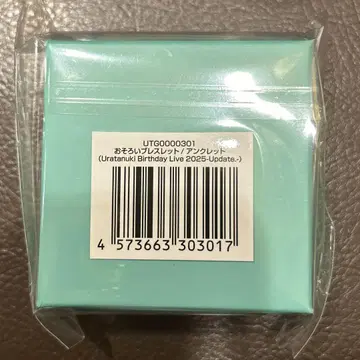 UTG0000301
おそろいブレスレット/アンクレット
(Uratanuki Birthday Live 2025-Update.-)
4 573663 303017